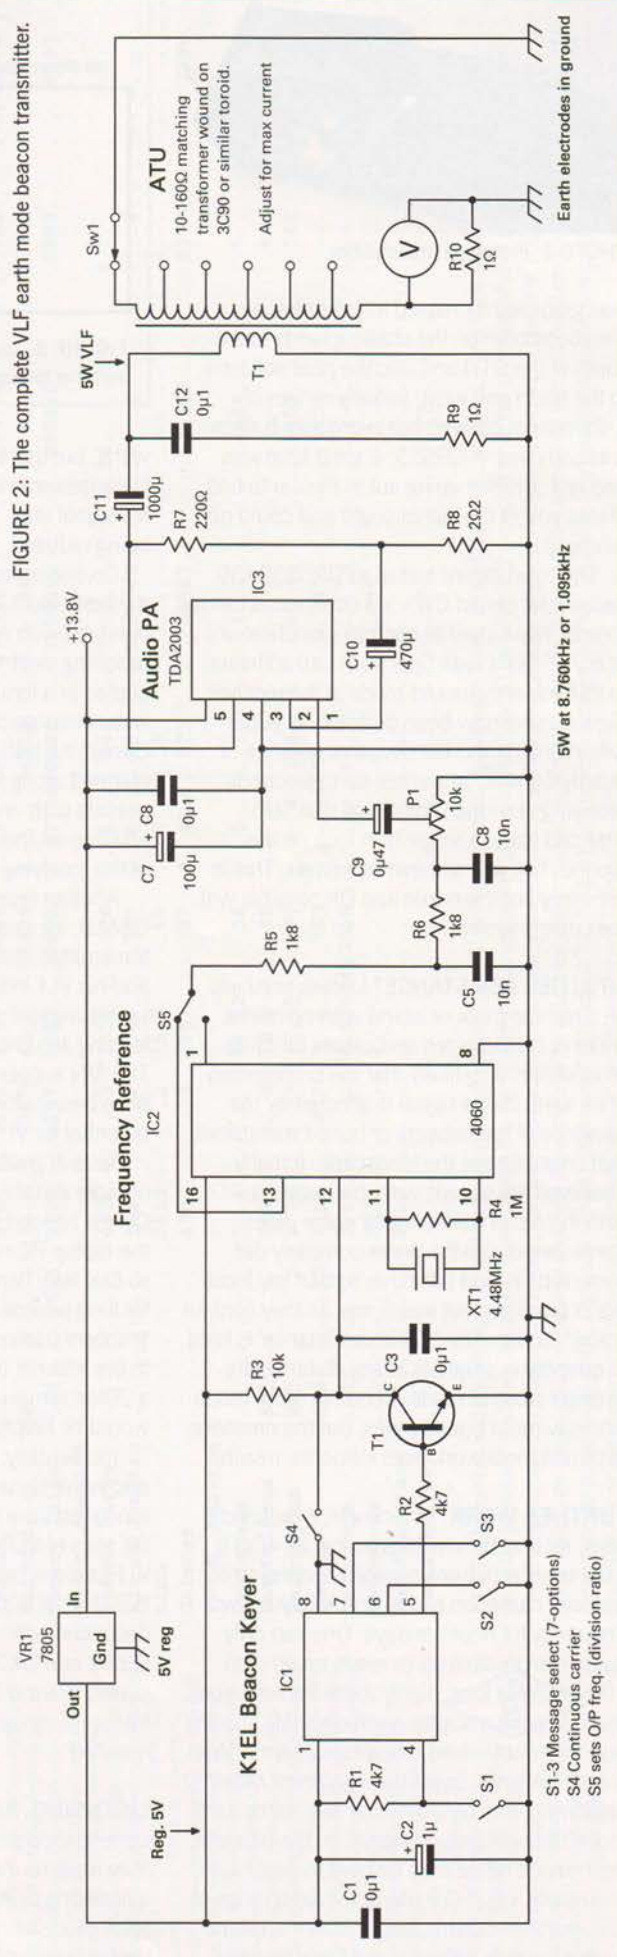 FIGURE 2: The complete VLF earth mode beacon transmitter.
VR1
7805
Out
In
Gnd
5V reg
Reg. 5V
K1EL Beacon Keyer
IC1
1
4
8
7
6
5
R1
4k7
C1
0µ1
C2
1µ
+
S1
S2
S3
S4
R2
4k7
T1
B
C
E
R3
10k
C3
0µ1
S1-3 Message select (7-options)
S4 Continuous carrier
S5 sets O/P freq. (division ratio)
Frequency Reference
IC2
4060
16
13
12
11
10
1
8
XT1
4.48MHz
R4
1M
S5
R5
1k8
C5
10n
R6
1k8
C8
10n
P1
10k
C9
0µ47
+
C7
100µ
+
C8
0µ1
+13.8V
Audio PA
TDA2003
IC3
5
4
3
2
1
C10
470µ
+
C11
1000µ
+
R7
220Ω
R8
2Ω2
C12
0µ1
R9
1Ω
5W VLF
T1
Sw1
ATU
10-160Ω matching
transformer wound on
3C90 or similar toroid.
Adjust for max current
V
R10
1Ω
Earth electrodes in ground
5W at 8.760kHz or 1.095kHz